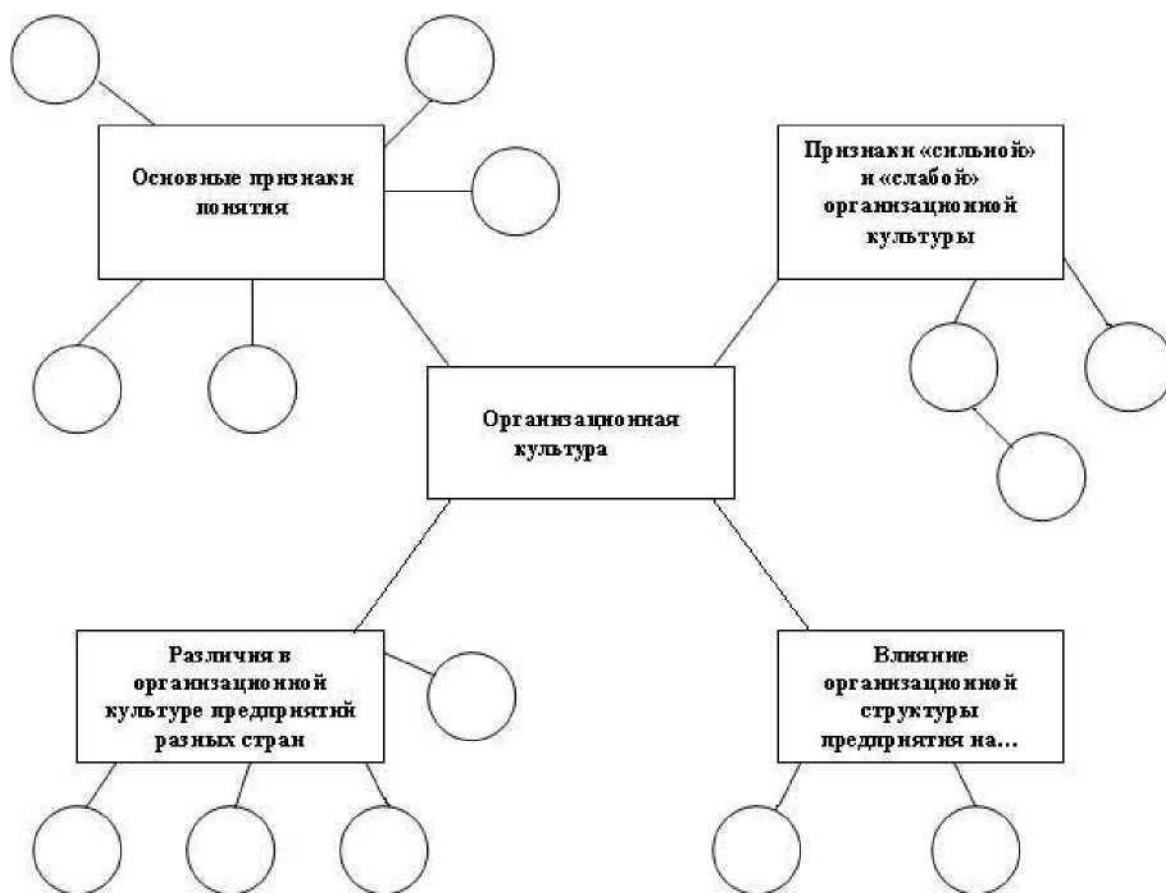 Основные признаки
понятия
Признаки «сильной»
и «слабой»
организационной
культуры
Организационная
культура
Различия в
организационной
культуре предприятий
разных стран
Влияние
организационной
структуры
предприятия на...